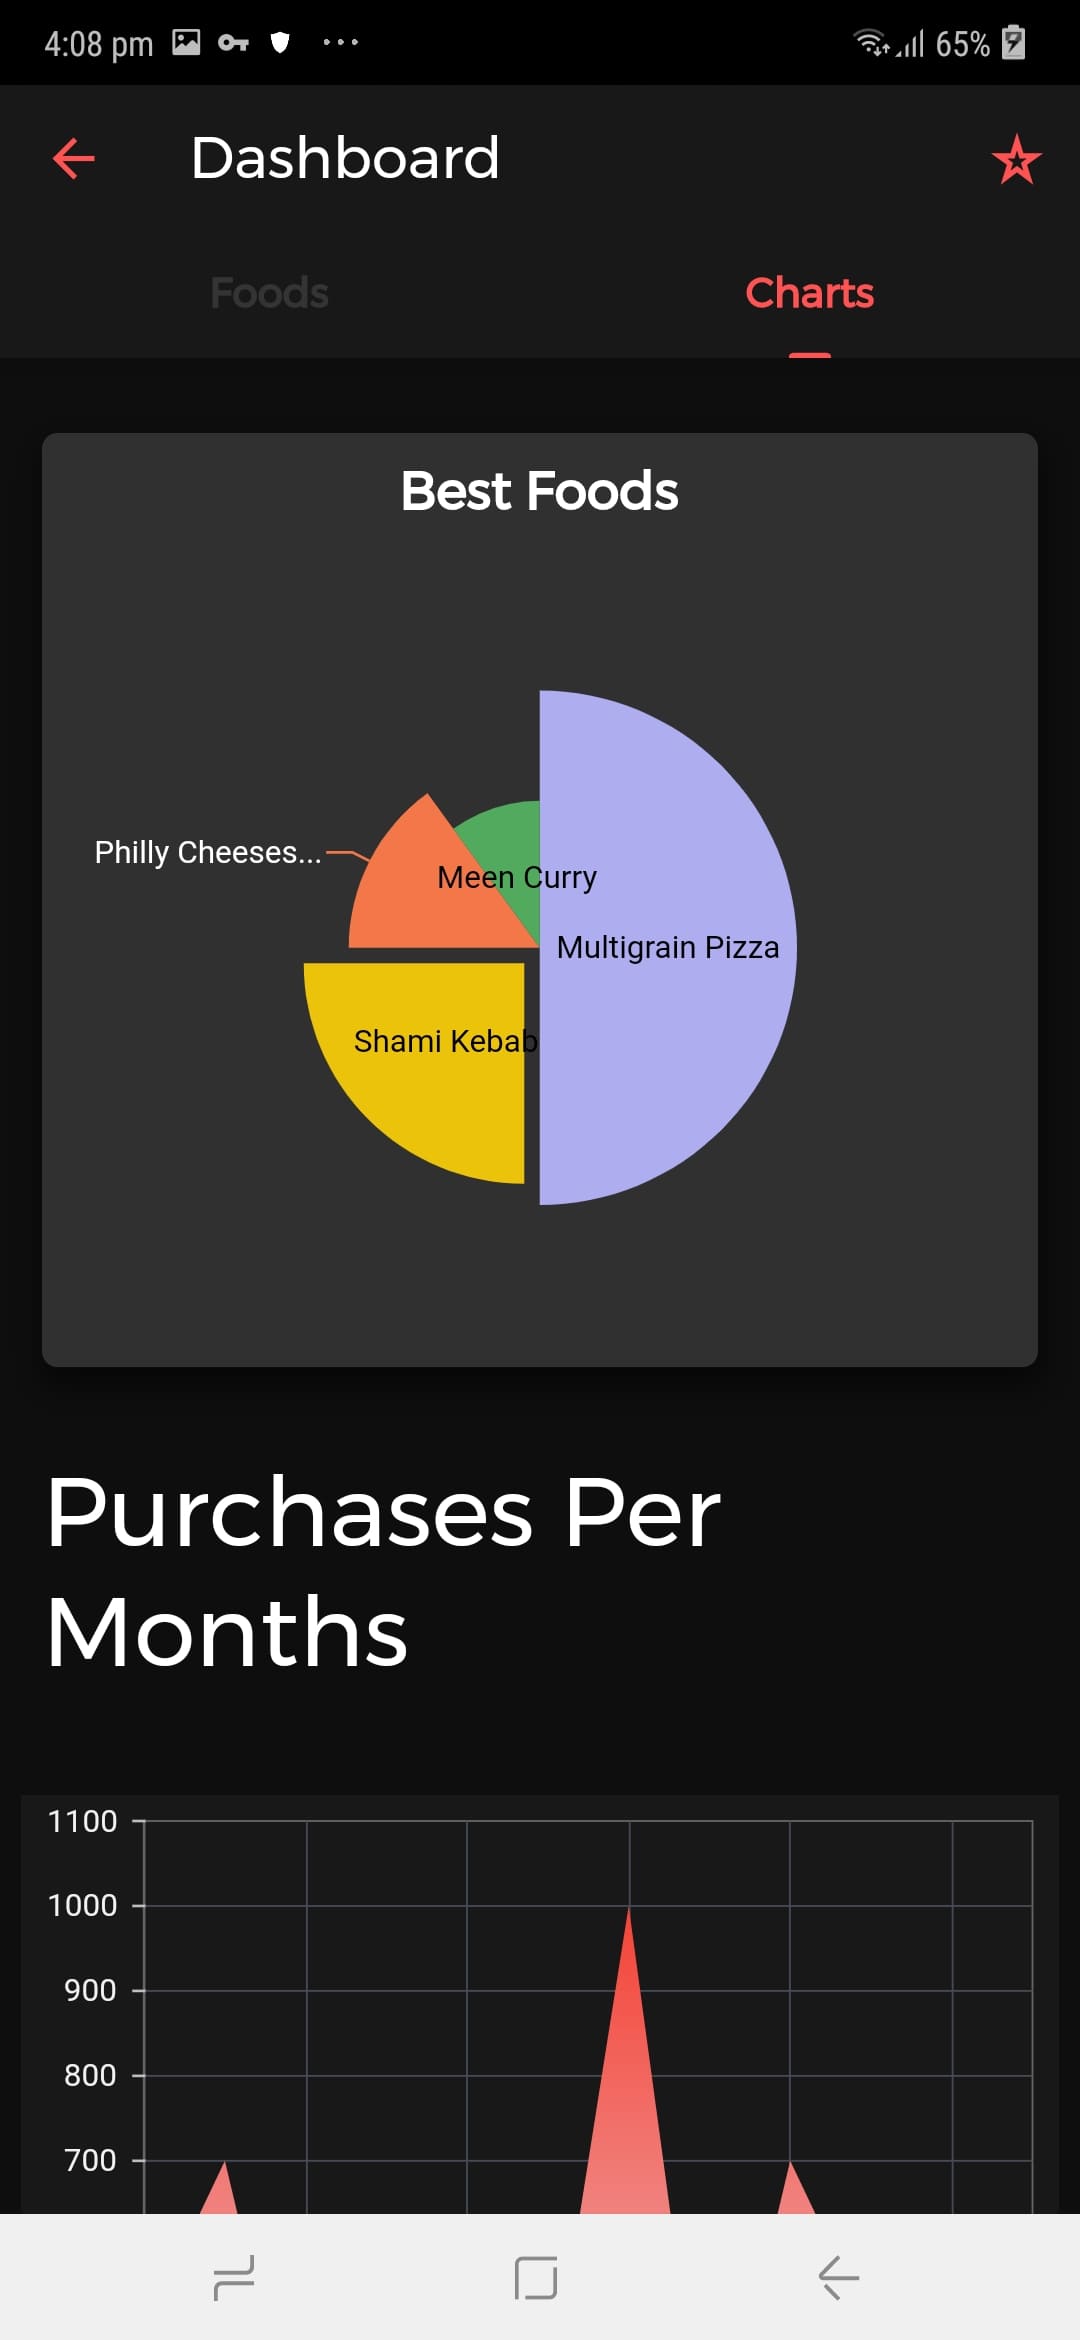 4:08 pm
65%
Dashboard
Foods
Charts
Best Foods
Philly Cheeses...
Meen Curry
Multigrain Pizza
Shami Kebab
Purchases Per
Months
1100
1000
900
800
700